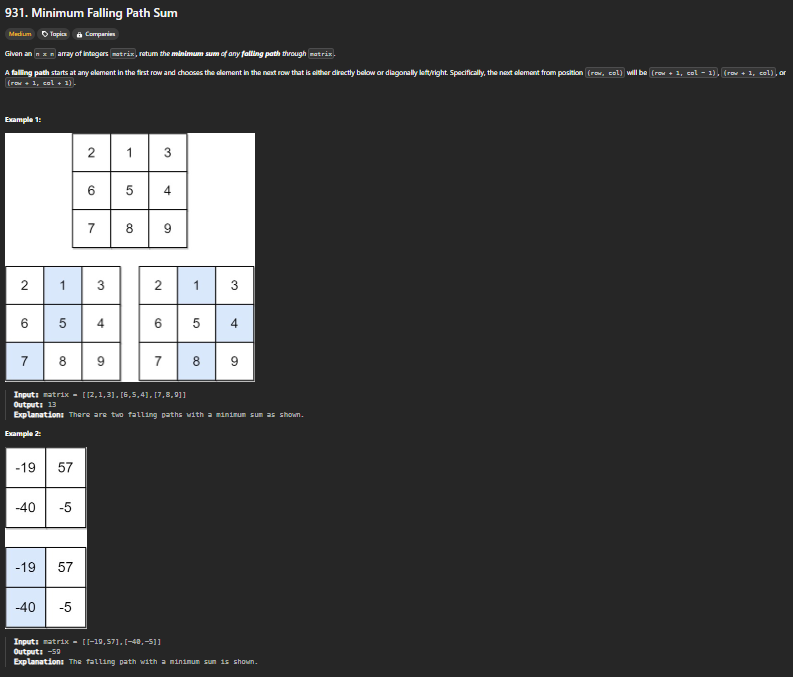 931. Minimum Falling Path Sum
Medium Topics Companies
Given an n x n array of integers matrix, return the minimum sum of any falling path through matrix.
A falling path starts at any element in the first row and chooses the element in the next row that is either directly below or diagonally left/right. Specifically, the next element from position (row, col) will be (row + 1, col - 1), (row + 1, col), or
(row + 1, col + 1).
Example 1:
2 1 3
6 5 4
7 8 9
2 1 3 2 1 3
6 5 4 6 5 4
7 8 9 7 8 9
Input: matrix = [[2,1,3],[6,5,4],[7,8,9]]
Output: 13
Explanation: There are two falling paths with a minimum sum as shown.
Example 2:
-19 57
-40 -5
-19 57
-40 -5
Input: matrix = [[-19,57],[-40,-5]]
Output: -59
Explanation: The falling path with a minimum sum is shown.